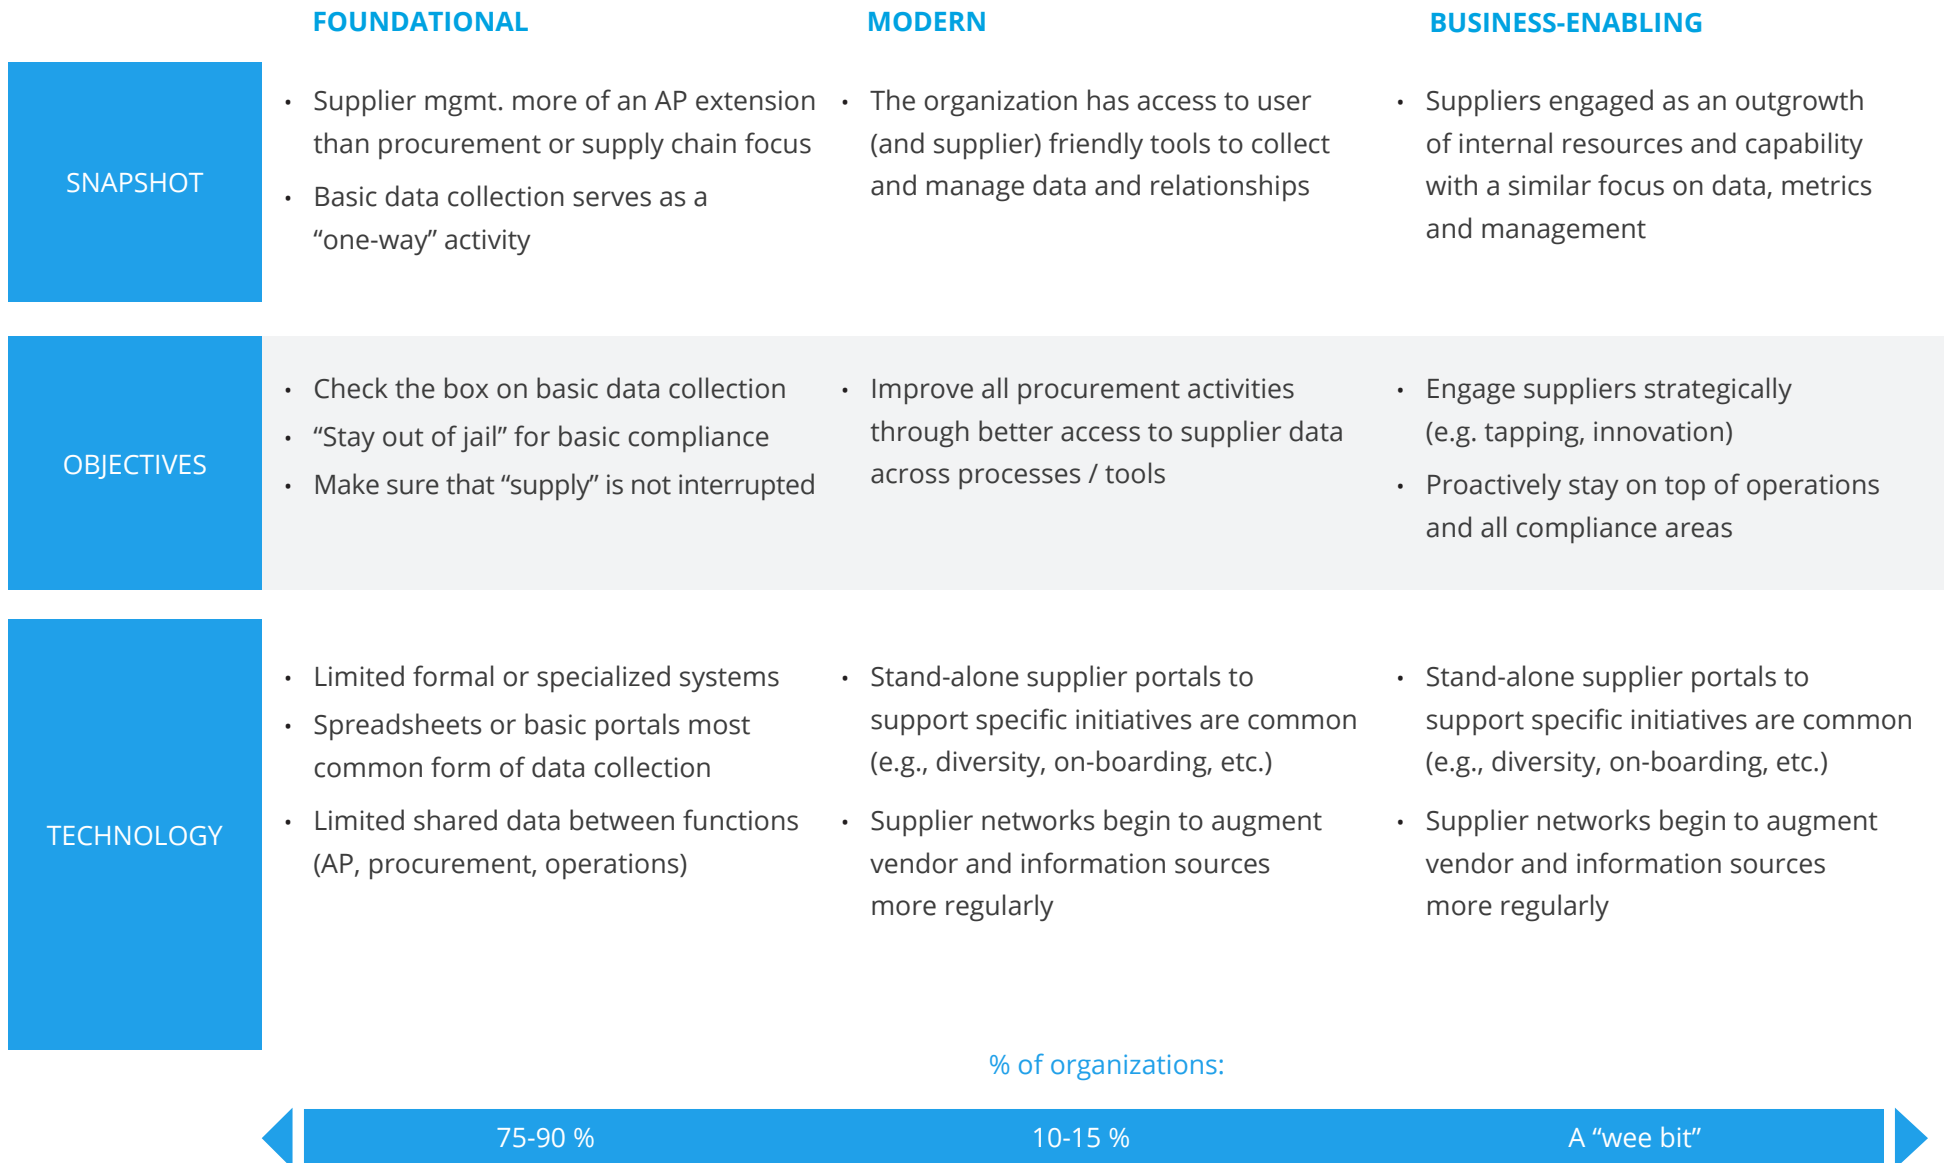 FOUNDATIONAL
MODERN
BUSINESS-ENABLING
SNAPSHOT
• Supplier mgmt. more of an AP extension
than procurement or supply chain focus
• Basic data collection serves as a
“one-way” activity
• The organization has access to user
(and supplier) friendly tools to collect
and manage data and relationships
• Suppliers engaged as an outgrowth
of internal resources and capability
with a similar focus on data, metrics
and management
OBJECTIVES
• Check the box on basic data collection
• “Stay out of jail” for basic compliance
• Make sure that “supply” is not interrupted
• Improve all procurement activities
through better access to supplier data
across processes / tools
• Engage suppliers strategically
(e.g. tapping, innovation)
• Proactively stay on top of operations
and all compliance areas
TECHNOLOGY
• Limited formal or specialized systems
• Spreadsheets or basic portals most
common form of data collection
• Limited shared data between functions
(AP, procurement, operations)
• Stand-alone supplier portals to
support specific initiatives are common
(e.g., diversity, on-boarding, etc.)
• Supplier networks begin to augment
vendor and information sources
more regularly
• Stand-alone supplier portals to
support specific initiatives are common
(e.g., diversity, on-boarding, etc.)
• Supplier networks begin to augment
vendor and information sources
more regularly
% of organizations:
75-90 %
10-15 %
A “wee bit”